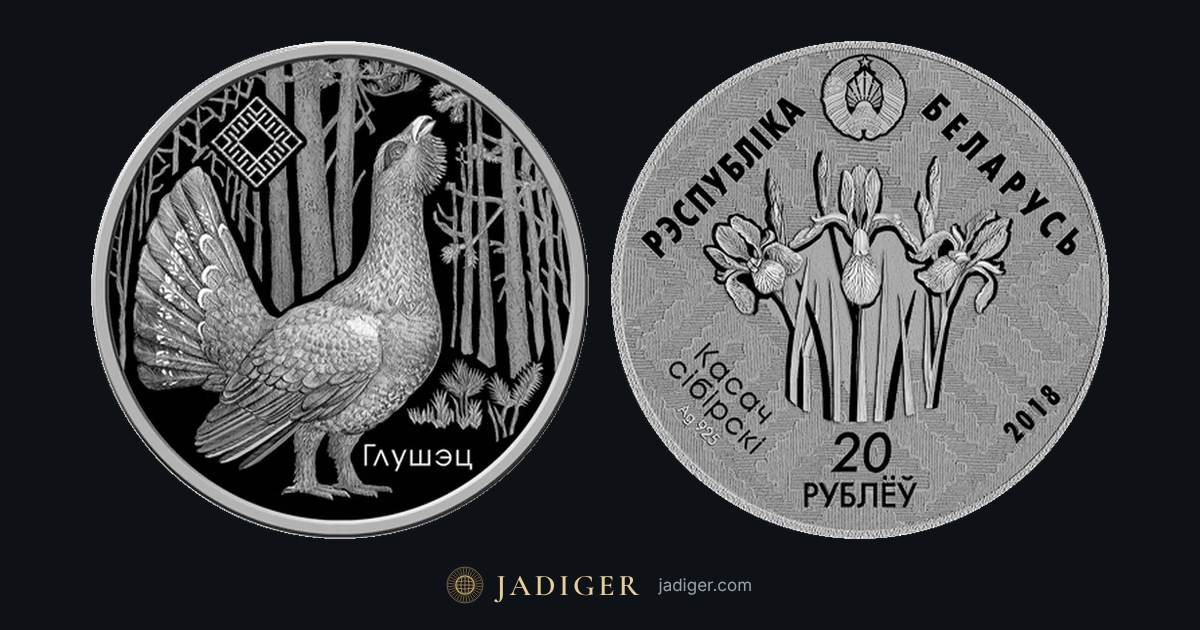 Глушэц
РЭСПУБЛІКА БЕЛАРУСЬ
Касач
сібірскі
Ag 925
2018
20
РУБЛЁЎ
JADIGER
jadiger.com